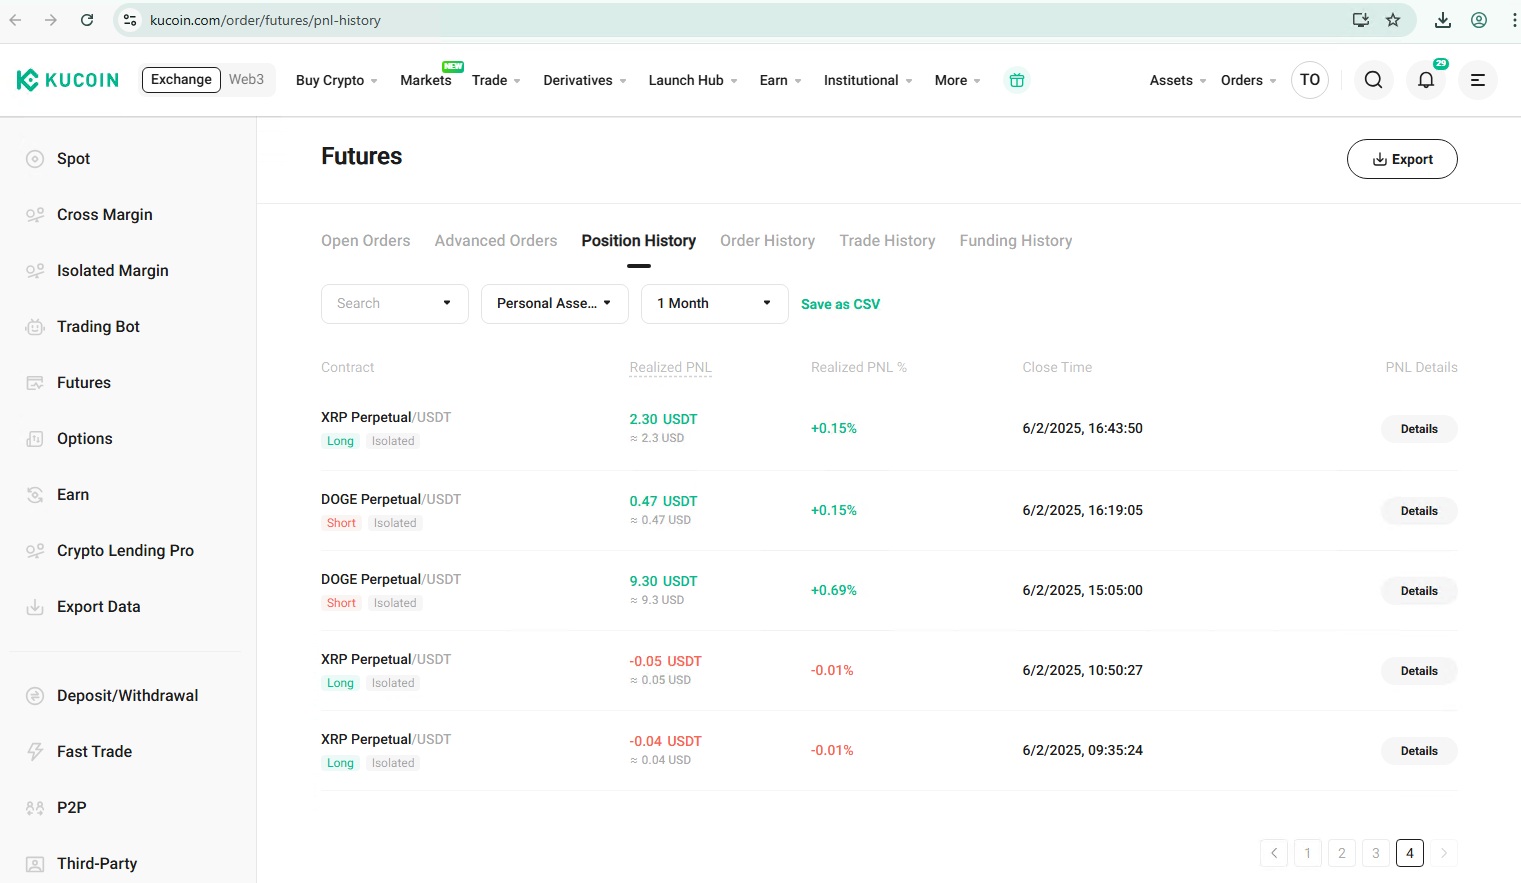 kucoin.com/order/futures/pnl-history
KUCOIN
Exchange
Web3
Buy Crypto
Markets
NEW
Trade
Derivatives
Launch Hub
Earn
Institutional
More
Assets
Orders
TO
29
Spot
Cross Margin
Isolated Margin
Trading Bot
Futures
Options
Earn
Crypto Lending Pro
Export Data
Deposit/Withdrawal
Fast Trade
P2P
Third-Party
Futures
Export
Open Orders
Advanced Orders
Position History
Order History
Trade History
Funding History
Search
Personal Asse...
1 Month
Save as CSV
Contract
Realized PNL
Realized PNL %
Close Time
PNL Details
XRP Perpetual/USDT
Long
Isolated
2.30 USDT
≈ 2.3 USD
+0.15%
6/2/2025, 16:43:50
Details
DOGE Perpetual/USDT
Short
Isolated
0.47 USDT
≈ 0.47 USD
+0.15%
6/2/2025, 16:19:05
Details
DOGE Perpetual/USDT
Short
Isolated
9.30 USDT
≈ 9.3 USD
+0.69%
6/2/2025, 15:05:00
Details
XRP Perpetual/USDT
Long
Isolated
-0.05 USDT
≈ 0.05 USD
-0.01%
6/2/2025, 10:50:27
Details
XRP Perpetual/USDT
Long
Isolated
-0.04 USDT
≈ 0.04 USD
-0.01%
6/2/2025, 09:35:24
Details
1
2
3
4